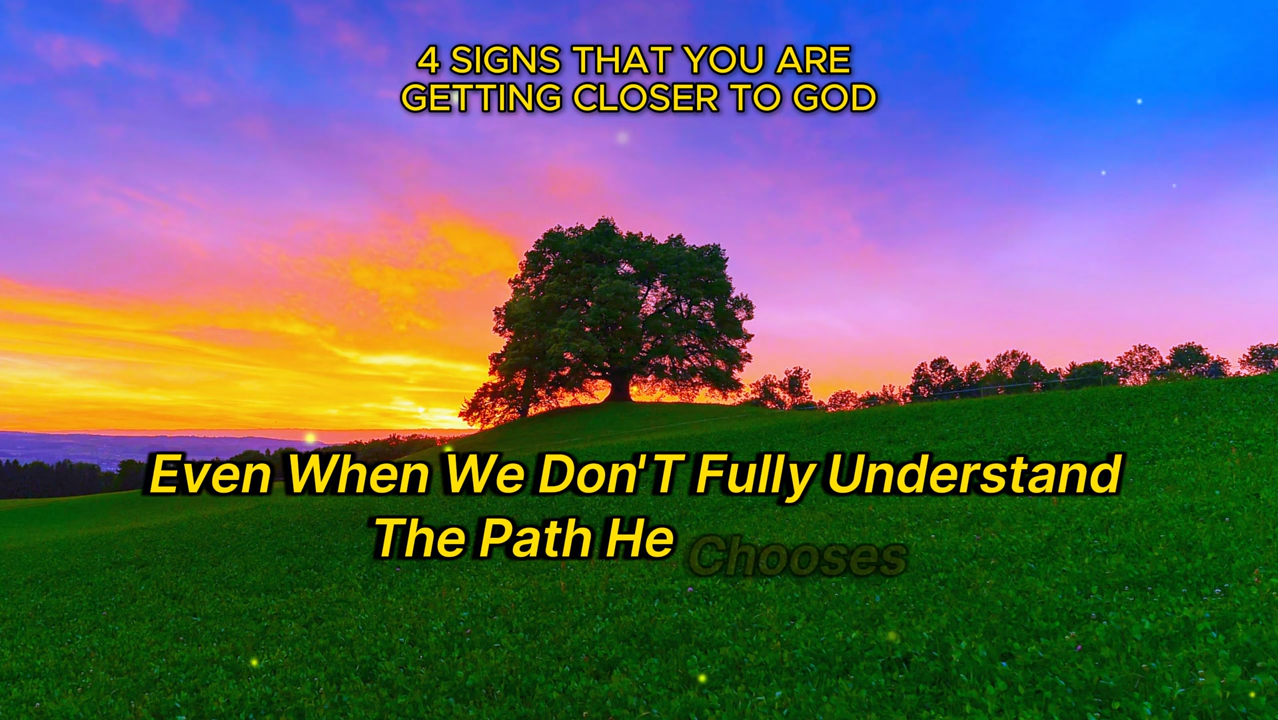 4 SIGNS THAT YOU ARE
GETTING CLOSER TO GOD
Even When We Don'T Fully Understand
The Path He Chooses